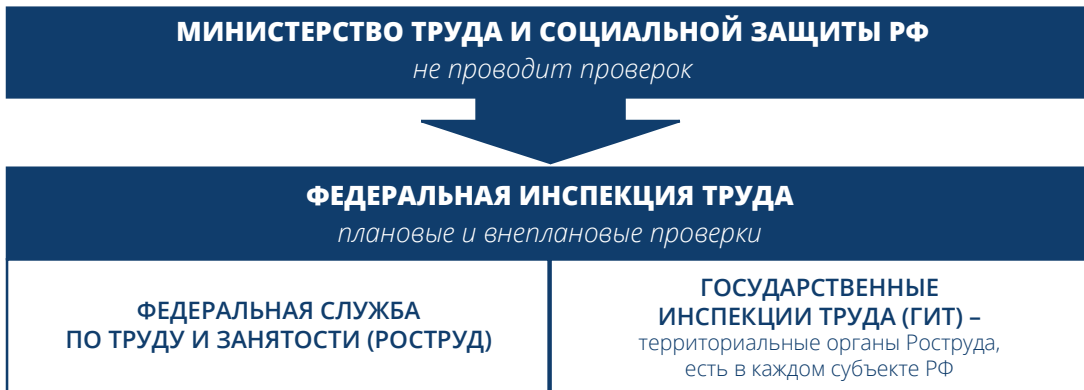 МИНИСТЕРСТВО ТРУДА И СОЦИАЛЬНОЙ ЗАЩИТЫ РФ
не проводит проверок
ФЕДЕРАЛЬНАЯ ИНСПЕКЦИЯ ТРУДА
плановые и внеплановые проверки
ФЕДЕРАЛЬНАЯ СЛУЖБА
ПО ТРУДУ И ЗАНЯТОСТИ (РОСТРУД)
ГОСУДАРСТВЕННЫЕ
ИНСПЕКЦИИ ТРУДА (ГИТ) –
территориальные органы Роструда,
есть в каждом субъекте РФ